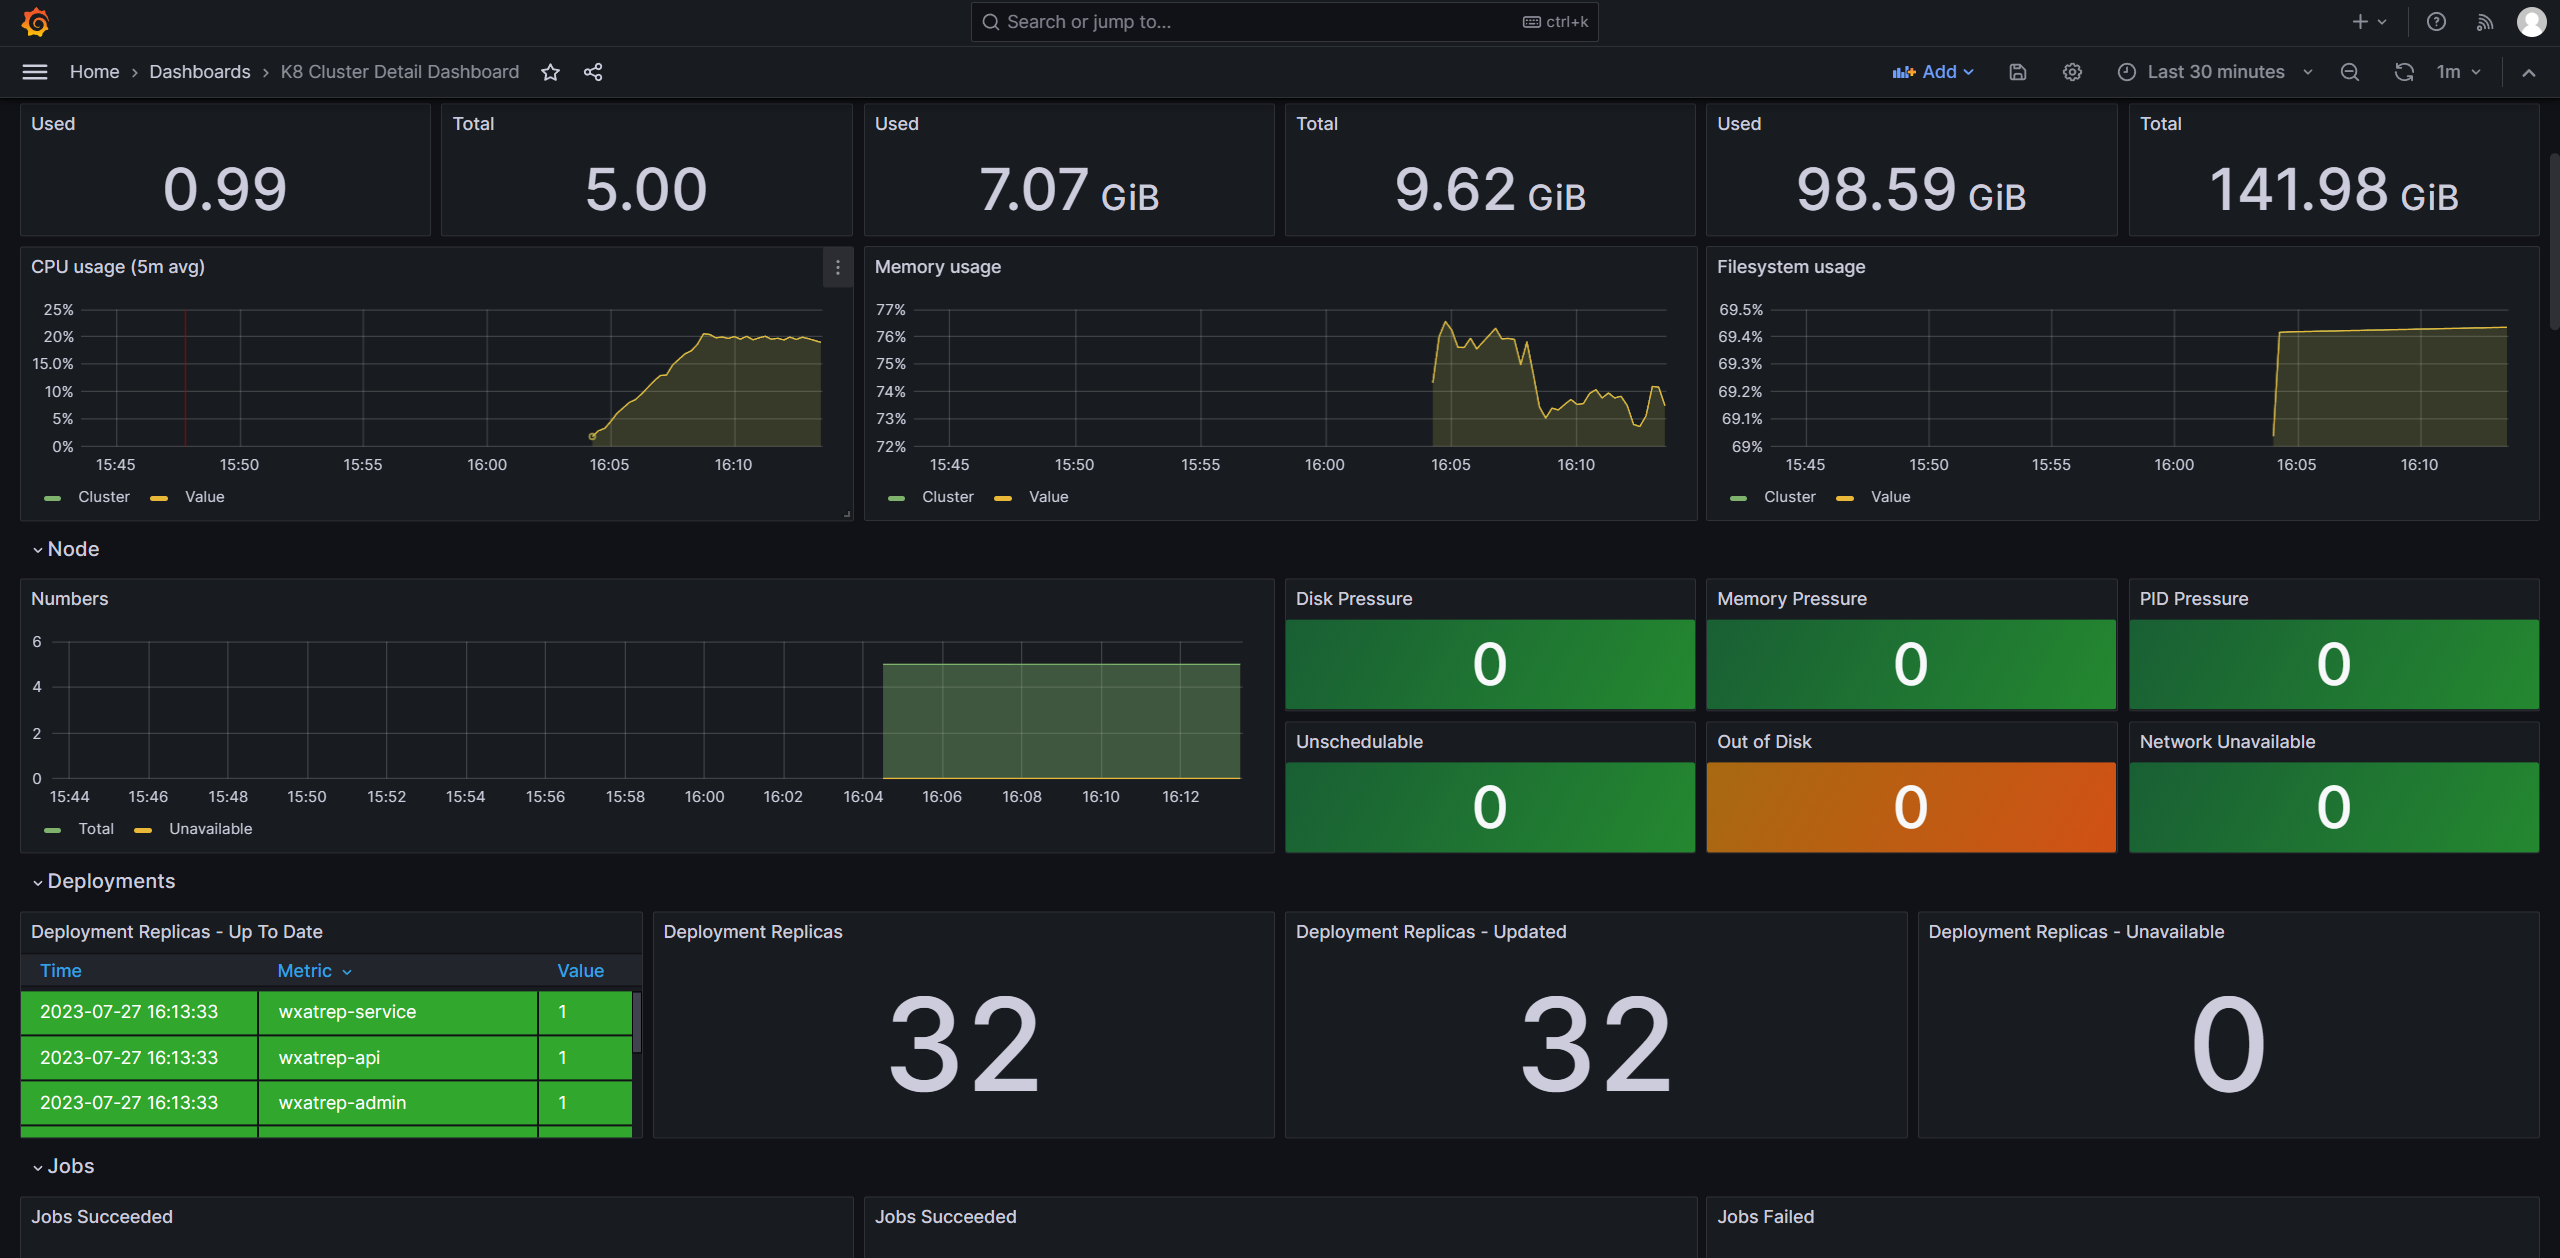 Search or jump to... ctrl+k
Home › Dashboards › K8 Cluster Detail Dashboard
Add Last 30 minutes 1m
Used
0.99
Total
5.00
Used
7.07 GiB
Total
9.62 GiB
Used
98.59 GiB
Total
141.98 GiB
CPU usage (5m avg)
25%
20%
15.0%
10%
5%
0%
15:45 15:50 15:55 16:00 16:05 16:10
Cluster Value
Memory usage
77%
76%
75%
74%
73%
72%
15:45 15:50 15:55 16:00 16:05 16:10
Cluster Value
Filesystem usage
69.5%
69.4%
69.3%
69.2%
69.1%
69%
15:45 15:50 15:55 16:00 16:05 16:10
Cluster Value
Node
Numbers
6
4
2
0
15:44 15:46 15:48 15:50 15:52 15:54 15:56 15:58 16:00 16:02 16:04 16:06 16:08 16:10 16:12
Total Unavailable
Disk Pressure
0
Memory Pressure
0
PID Pressure
0
Unschedulable
0
Out of Disk
0
Network Unavailable
0
Deployments
Deployment Replicas - Up To Date
Time Metric Value
2023-07-27 16:13:33 wxatrep-service 1
2023-07-27 16:13:33 wxatrep-api 1
2023-07-27 16:13:33 wxatrep-admin 1
Deployment Replicas
32
Deployment Replicas - Updated
32
Deployment Replicas - Unavailable
0
Jobs
Jobs Succeeded
Jobs Succeeded
Jobs Failed